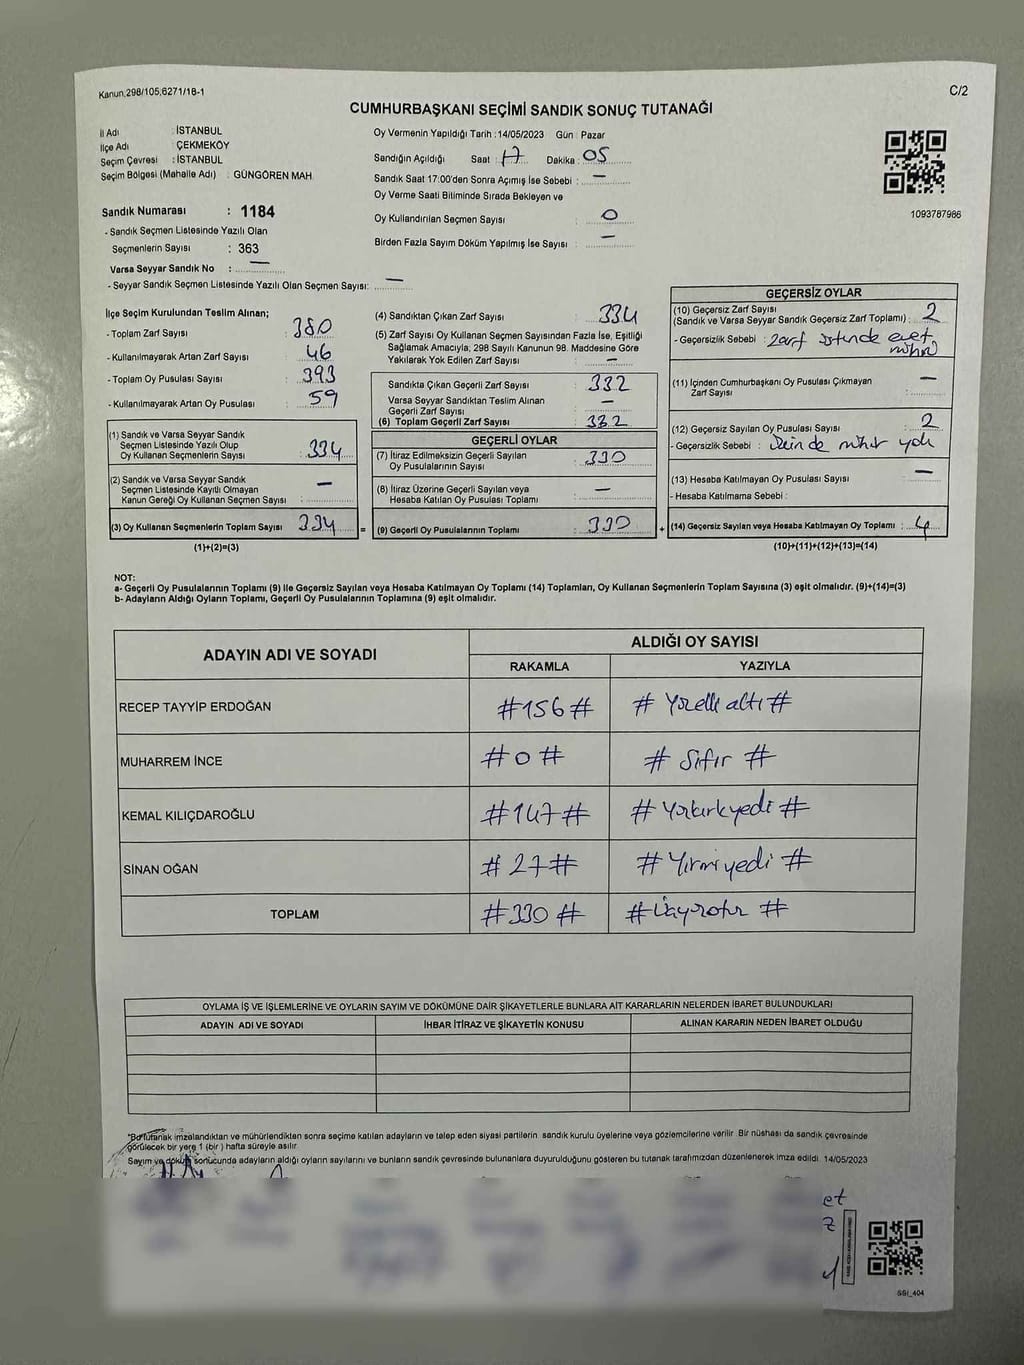 Kanun.298/105,6271/18-1
C/2
CUMHURBAŞKANI SEÇİMİ SANDIK SONUÇ TUTANAĞI
İl Adı : İSTANBUL
İlçe Adı : ÇEKMEKÖY
Seçim Çevresi : İSTANBUL
Seçim Bölgesi (Mahalle Adı) : GÜNGÖREN MAH.
Oy Vermenin Yapıldığı Tarih :14/05/2023 Gün : Pazar
Sandığın Açıldığı Saat : 17 Dakika : 05
Sandık Saat 17:00'den Sonra Açımış İse Sebebi : —
Oy Verme Saati Bitiminde Sırada Bekleyen ve
Oy Kullandırılan Seçmen Sayısı : 0
Birden Fazla Sayım Döküm Yapılmış İse Sayısı : —
1093787986
Sandık Numarası : 1184
- Sandık Seçmen Listesinde Yazılı Olan
Seçmenlerin Sayısı : 363
Varsa Seyyar Sandık No : —
- Seyyar Sandık Seçmen Listesinde Yazılı Olan Seçmen Sayısı: —
İlçe Seçim Kurulundan Teslim Alınan;
- Toplam Zarf Sayısı : 380
- Kullanılmayarak Artan Zarf Sayısı : 46
- Toplam Oy Pusulası Sayısı : 393
- Kullanılmayarak Artan Oy Pusulası : 59
(1) Sandık ve Varsa Seyyar Sandık
Seçmen Listesinde Yazılı Olup
Oy Kullanan Seçmenlerin Sayısı : 334
(2) Sandık ve Varsa Seyyar Sandık
Seçmen Listesinde Kayıtlı Olmayan
Kanun Gereği Oy Kullanan Seçmen Sayısı : —
(3) Oy Kullanan Seçmenlerin Toplam Sayısı : 334
(1)+(2)=(3)
(4) Sandıktan Çıkan Zarf Sayısı : 334
(5) Zarf Sayısı Oy Kullanan Seçmen Sayısından Fazla İse, Eşitliği
Sağlamak Amacıyla, 298 Sayılı Kanunun 98. Maddesine Göre
Yakılarak Yok Edilen Zarf Sayısı : —
Sandıkta Çıkan Geçerli Zarf Sayısı : 332
Varsa Seyyar Sandıktan Teslim Alınan
Geçerli Zarf Sayısı : —
(6) Toplam Geçerli Zarf Sayısı : 332
GEÇERLİ OYLAR
(7) İtiraz Edilmeksizin Geçerli Sayılan
Oy Pusulalarının Sayısı : 330
(8) İtiraz Üzerine Geçerli Sayılan veya
Hesaba Katılan Oy Pusulası Toplamı : —
= (9) Geçerli Oy Pusulalarının Toplamı : 330
GEÇERSİZ OYLAR
(10) Geçersiz Zarf Sayısı
(Sandık ve Varsa Seyyar Sandık Geçersiz Zarf Toplamı) : 2
- Geçersizlik Sebebi : zarf üstünde evet
mührü
(11) İçinden Cumhurbaşkanı Oy Pusulası Çıkmayan
Zarf Sayısı : —
(12) Geçersiz Sayılan Oy Pusulası Sayısı : 2
- Geçersizlik Sebebi : Üzerinde mühür yok
(13) Hesaba Katılmayan Oy Pusulası Sayısı : —
- Hesaba Katılmama Sebebi :
+ (14) Geçersiz Sayılan veya Hesaba Katılmayan Oy Toplamı : 4
(10)+(11)+(12)+(13)=(14)
NOT:
a- Geçerli Oy Pusulalarının Toplamı (9) ile Geçersiz Sayılan veya Hesaba Katılmayan Oy Toplamı (14) Toplamları, Oy Kullanan Seçmenlerin Toplam Sayısına (3) eşit olmalıdır. (9)+(14)=(3)
b- Adayların Aldığı Oyların Toplamı, Geçerli Oy Pusulalarının Toplamına (9) eşit olmalıdır.
ADAYIN ADI VE SOYADI ALDIĞI OY SAYISI
RAKAMLA YAZIYLA
RECEP TAYYİP ERDOĞAN #156# # Yüzelli altı #
MUHARREM İNCE #0# # Sıfır #
KEMAL KILIÇDAROĞLU #147# # Yüzkırkyedi #
SİNAN OĞAN #27# # Yirmiyedi #
TOPLAM #330# #Üçyüzotuz #
OYLAMA İŞ VE İŞLEMLERİNE VE OYLARIN SAYIM VE DÖKÜMÜNE DAİR ŞİKAYETLERLE BUNLARA AİT KARARLARIN NELERDEN İBARET BULUNDUKLARI
ADAYIN ADI VE SOYADI İHBAR İTİRAZ VE ŞİKAYETİN KONUSU ALINAN KARARIN NEDEN İBARET OLDUĞU
*Bu tutanak imzalandıktan ve mühürlendikten sonra seçime katılan adayların ve talep eden siyasi partilerin sandık kurulu üyelerine veya gözlemcilerine verilir. Bir nüshası da sandık çevresinde
görülecek bir yere 1 (bir) hafta süreyle asılır.
Sayım ve döküm sonucunda adayların aldığı oyların sayılarını ve bunların sandık çevresinde bulunanlara duyurulduğunu gösteren bu tutanak tarafımızdan düzenlenerek imza edildi. 14/05/2023
et
z
SSI_404